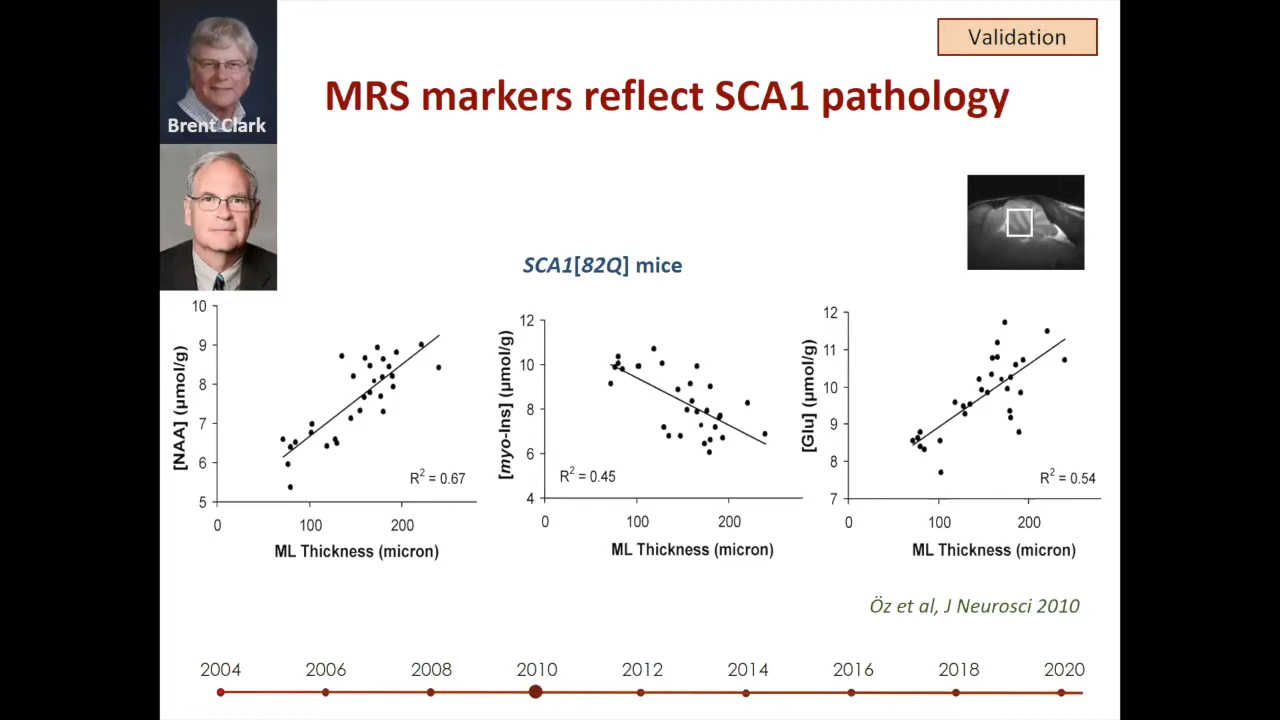 Validation
MRS markers reflect SCA1 pathology
Brent Clark
SCA1[82Q] mice
[NAA] (µmol/g)
10
9
8
7
6
5
0 100 200
R² = 0.67
ML Thickness (micron)
[myo-Ins] (µmol/g)
12
10
8
6
4
0 100 200
R² = 0.45
ML Thickness (micron)
[Glu] (µmol/g)
12
11
10
9
8
7
0 100 200
R² = 0.54
ML Thickness (micron)
Öz et al, J Neurosci 2010
2004 2006 2008 2010 2012 2014 2016 2018 2020